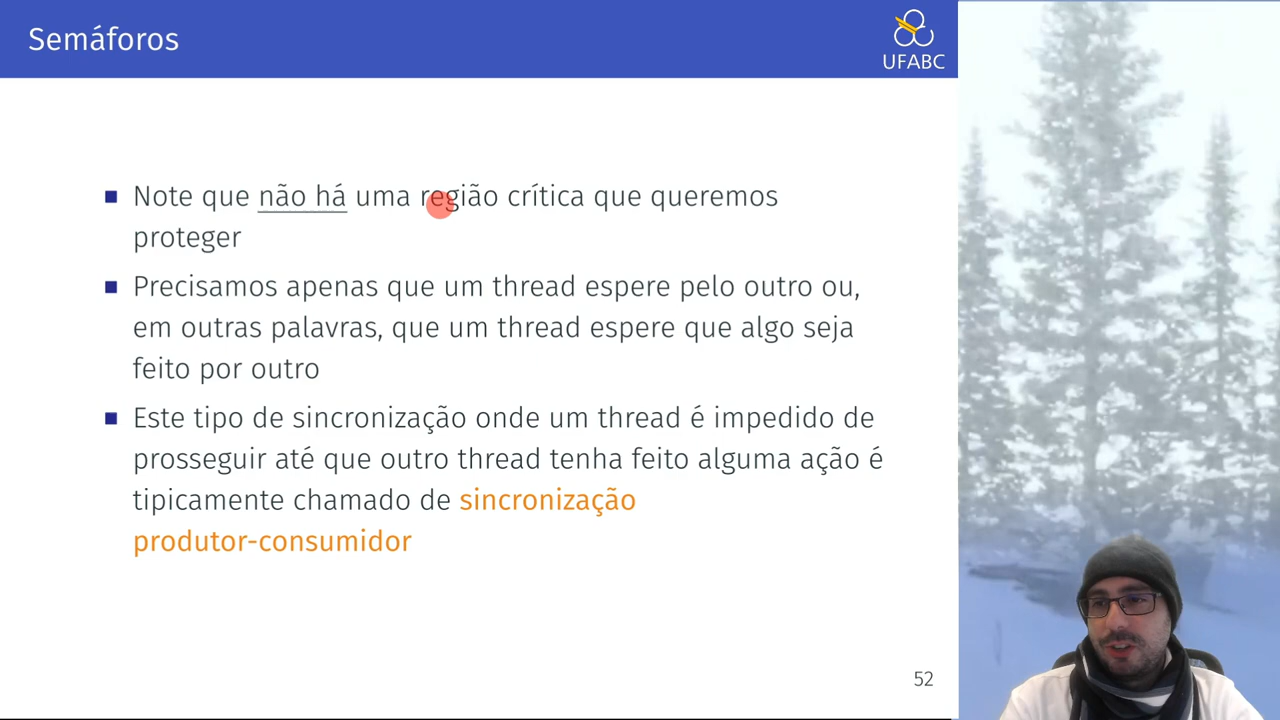 Semáforos
UFABC
Note que não há uma região crítica que queremos
proteger
Precisamos apenas que um thread espere pelo outro ou,
em outras palavras, que um thread espere que algo seja
feito por outro
Este tipo de sincronização onde um thread é impedido de
prosseguir até que outro thread tenha feito alguma ação é
tipicamente chamado de sincronização
produtor-consumidor
52